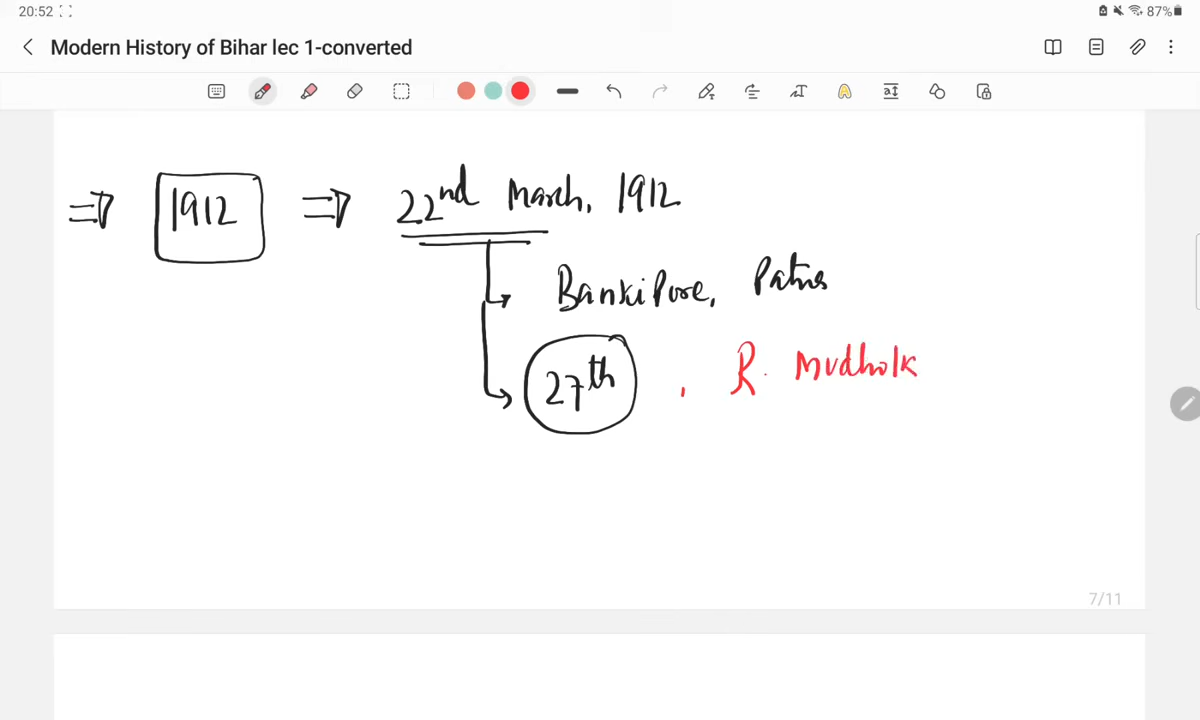 20:52 87%
Modern History of Bihar lec 1-converted
⇒ 1912 ⇒ 22nd March, 1912
Bankipore, Patna
27th, R. Mudholk
7/11